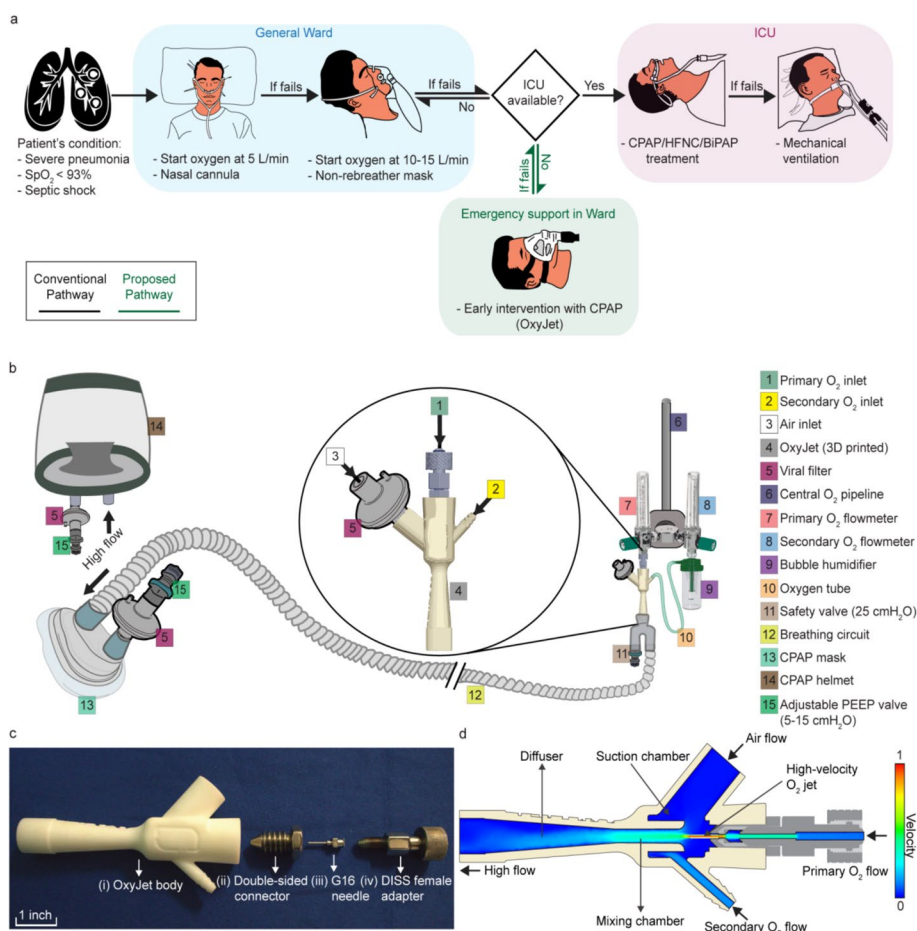 a
General Ward
ICU
If fails
If fails
No
ICU
available?
Yes
If fails
Patient's condition:
- Severe pneumonia
- SpO₂ < 93%
- Septic shock
- Start oxygen at 5 L/min
- Nasal cannula
- Start oxygen at 10-15 L/min
- Non-rebreather mask
- CPAP/HFNC/BiPAP
treatment
- Mechanical
ventilation
If fails
No
Emergency support in Ward
- Early intervention with CPAP
(OxyJet)
Conventional
Pathway
Proposed
Pathway
b
14
5
15
High flow
15
5
13
12
1
3
2
5
4
6
7
8
9
10
11
1 Primary O₂ inlet
2 Secondary O₂ inlet
3 Air inlet
4 OxyJet (3D printed)
5 Viral filter
6 Central O₂ pipeline
7 Primary O₂ flowmeter
8 Secondary O₂ flowmeter
9 Bubble humidifier
10 Oxygen tube
11 Safety valve (25 cmH₂O)
12 Breathing circuit
13 CPAP mask
14 CPAP helmet
15 Adjustable PEEP valve
(5-15 cmH₂O)
c
(i) OxyJet body
(ii) Double-sided
connector
(iii) G16
needle
(iv) DISS female
adapter
1 inch
d
Diffuser
Suction chamber
Air flow
High-velocity
O₂ jet
Primary O₂ flow
High flow
Mixing chamber
Secondary O₂ flow
1
Velocity
0